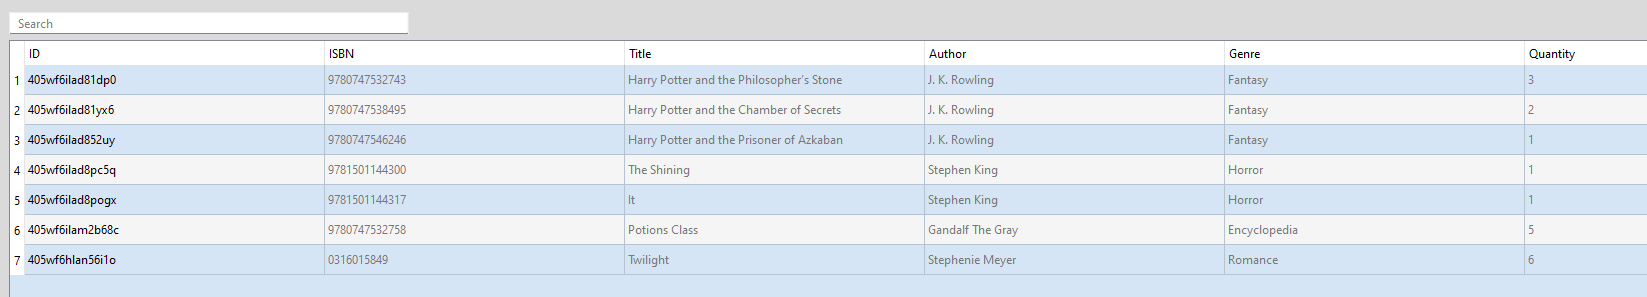 Search
ID ISBN Title Author Genre Quantity
1 405wf6ilad81dp0 9780747532743 Harry Potter and the Philosopher's Stone J. K. Rowling Fantasy 3
2 405wf6ilad81yx6 9780747538495 Harry Potter and the Chamber of Secrets J. K. Rowling Fantasy 2
3 405wf6ilad852uy 9780747546246 Harry Potter and the Prisoner of Azkaban J. K. Rowling Fantasy 1
4 405wf6ilad8pc5q 9781501144300 The Shining Stephen King Horror 1
5 405wf6ilad8pogx 9781501144317 It Stephen King Horror 1
6 405wf6ilam2b68c 9780747532758 Potions Class Gandalf The Gray Encyclopedia 5
7 405wf6hlan56i1o 0316015849 Twilight Stephenie Meyer Romance 6